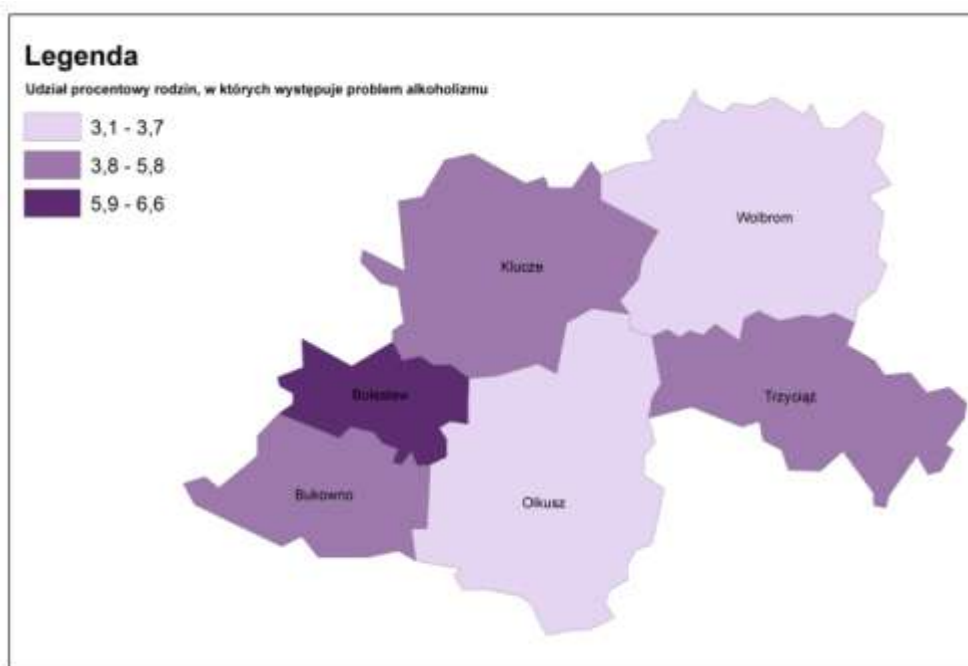 Legenda
Udział procentowy rodzin, w których występuje problem alkoholizmu
3,1 - 3,7
3,8 - 5,8
5,9 - 6,6
Wolbrom
Klucze
Trzyciąż
Bolesław
Bukowno
Olkusz